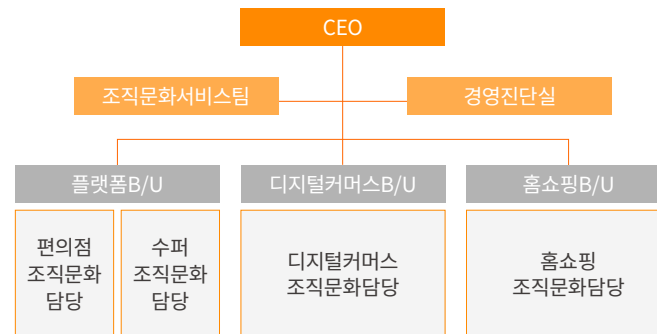 CEO
조직문화서비스팀
경영진단실
플랫폼B/U
디지털커머스B/U
홈쇼핑B/U
편의점
조직문화
담당
수퍼
조직문화
담당
디지털커머스
조직문화담당
홈쇼핑
조직문화담당